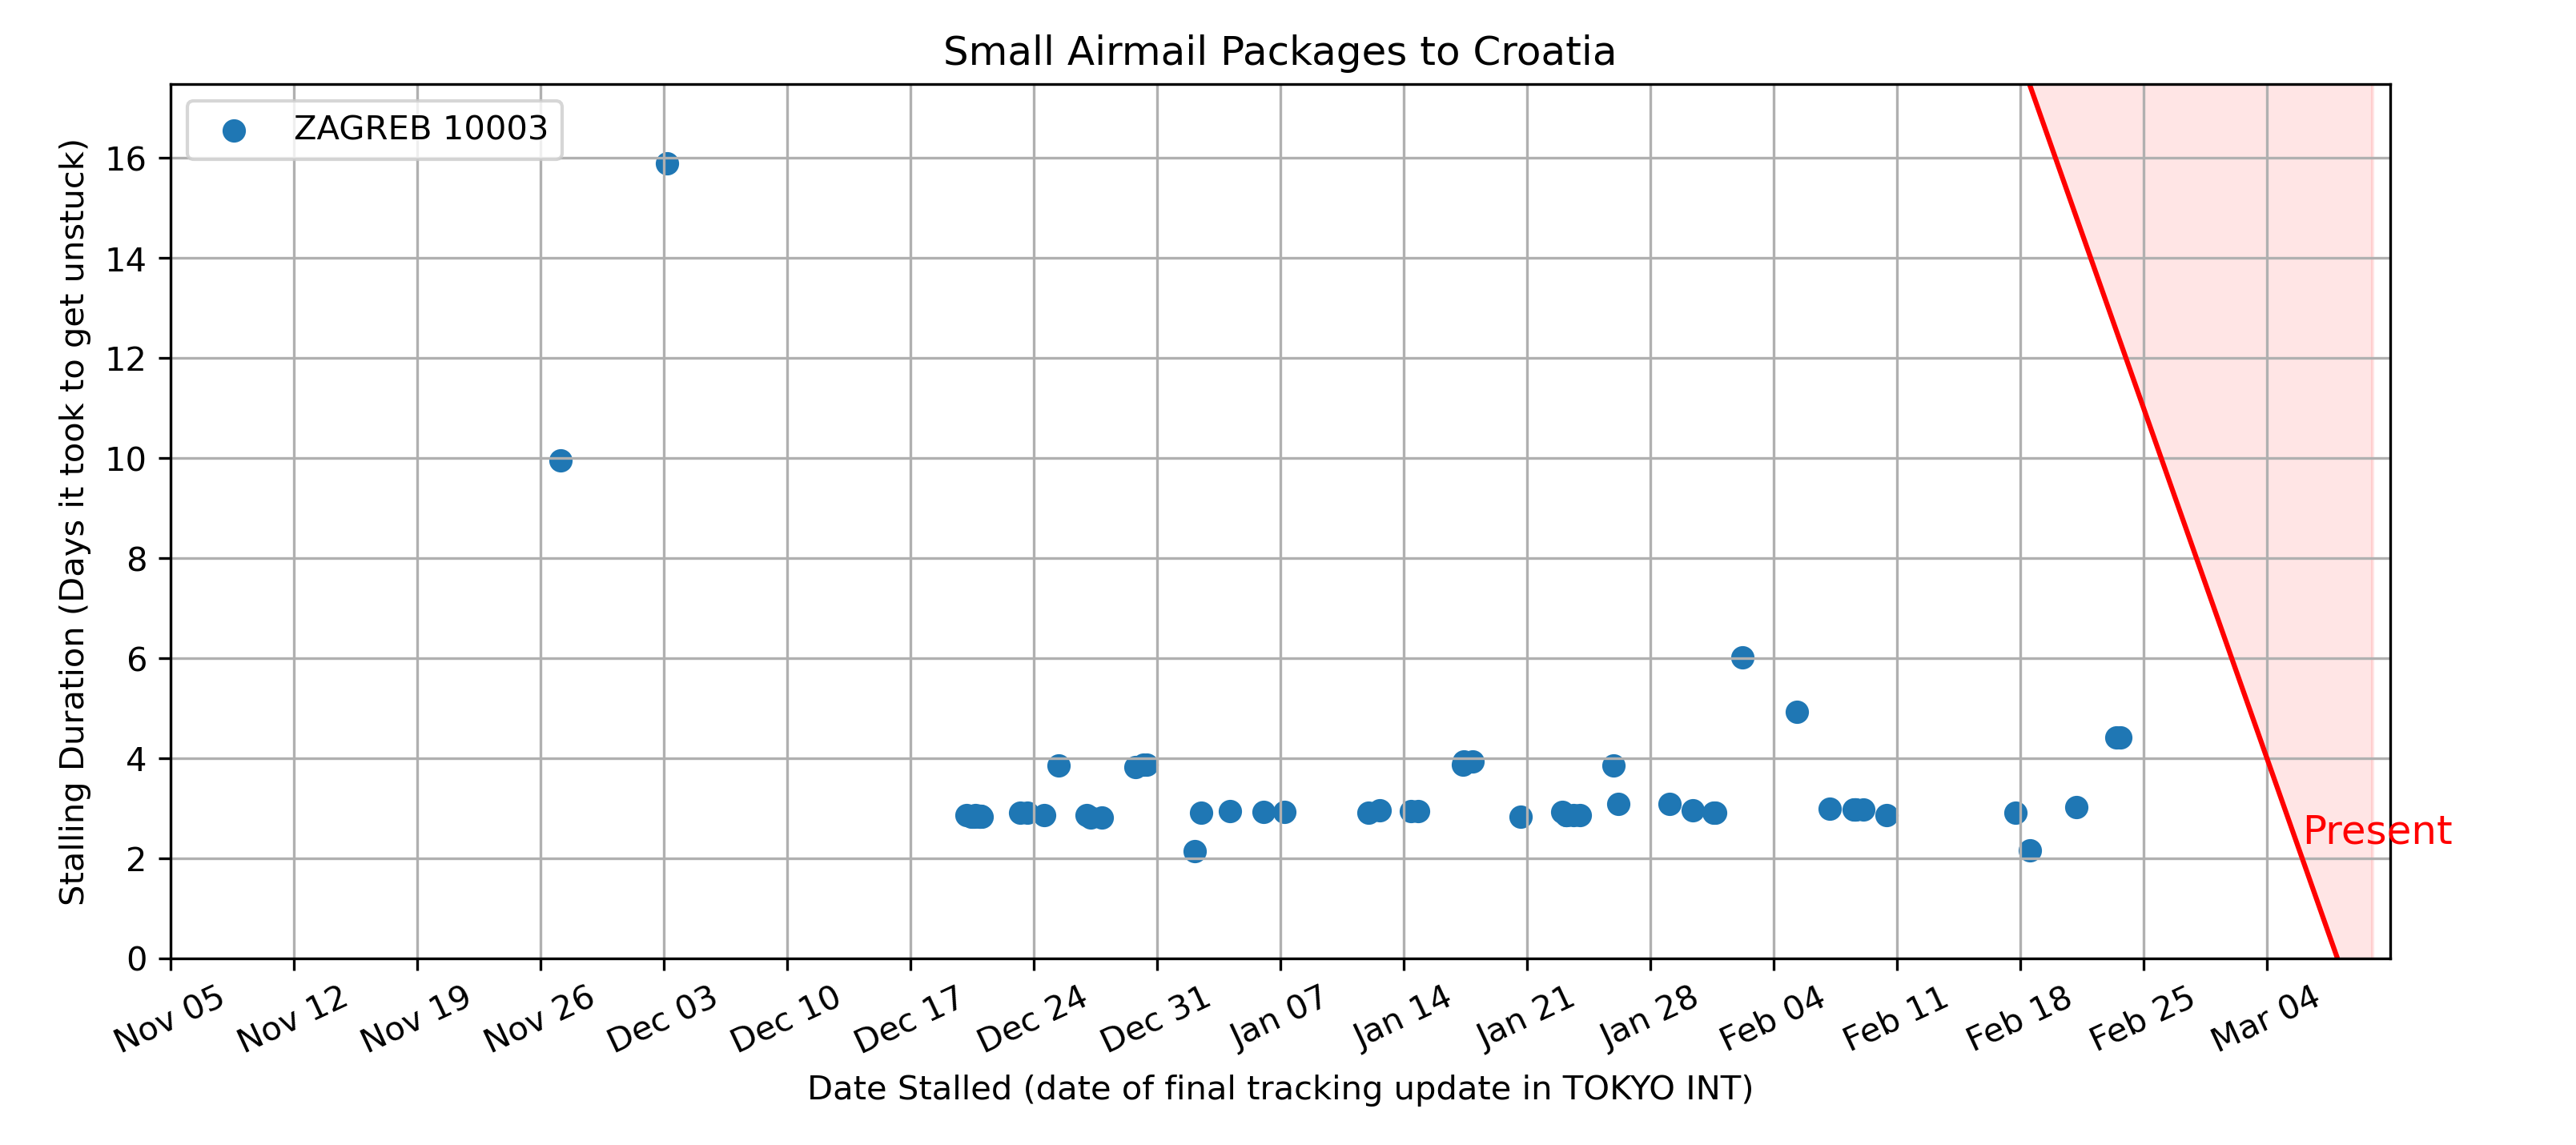 Small Airmail Packages to Croatia
ZAGREB 10003
Stalling Duration (Days it took to get unstuck)
16
14
12
10
8
6
4
2
0
Present
Nov 05
Nov 12
Nov 19
Nov 26
Dec 03
Dec 10
Dec 17
Dec 24
Dec 31
Jan 07
Jan 14
Jan 21
Jan 28
Feb 04
Feb 11
Feb 18
Feb 25
Mar 04
Date Stalled (date of final tracking update in TOKYO INT)